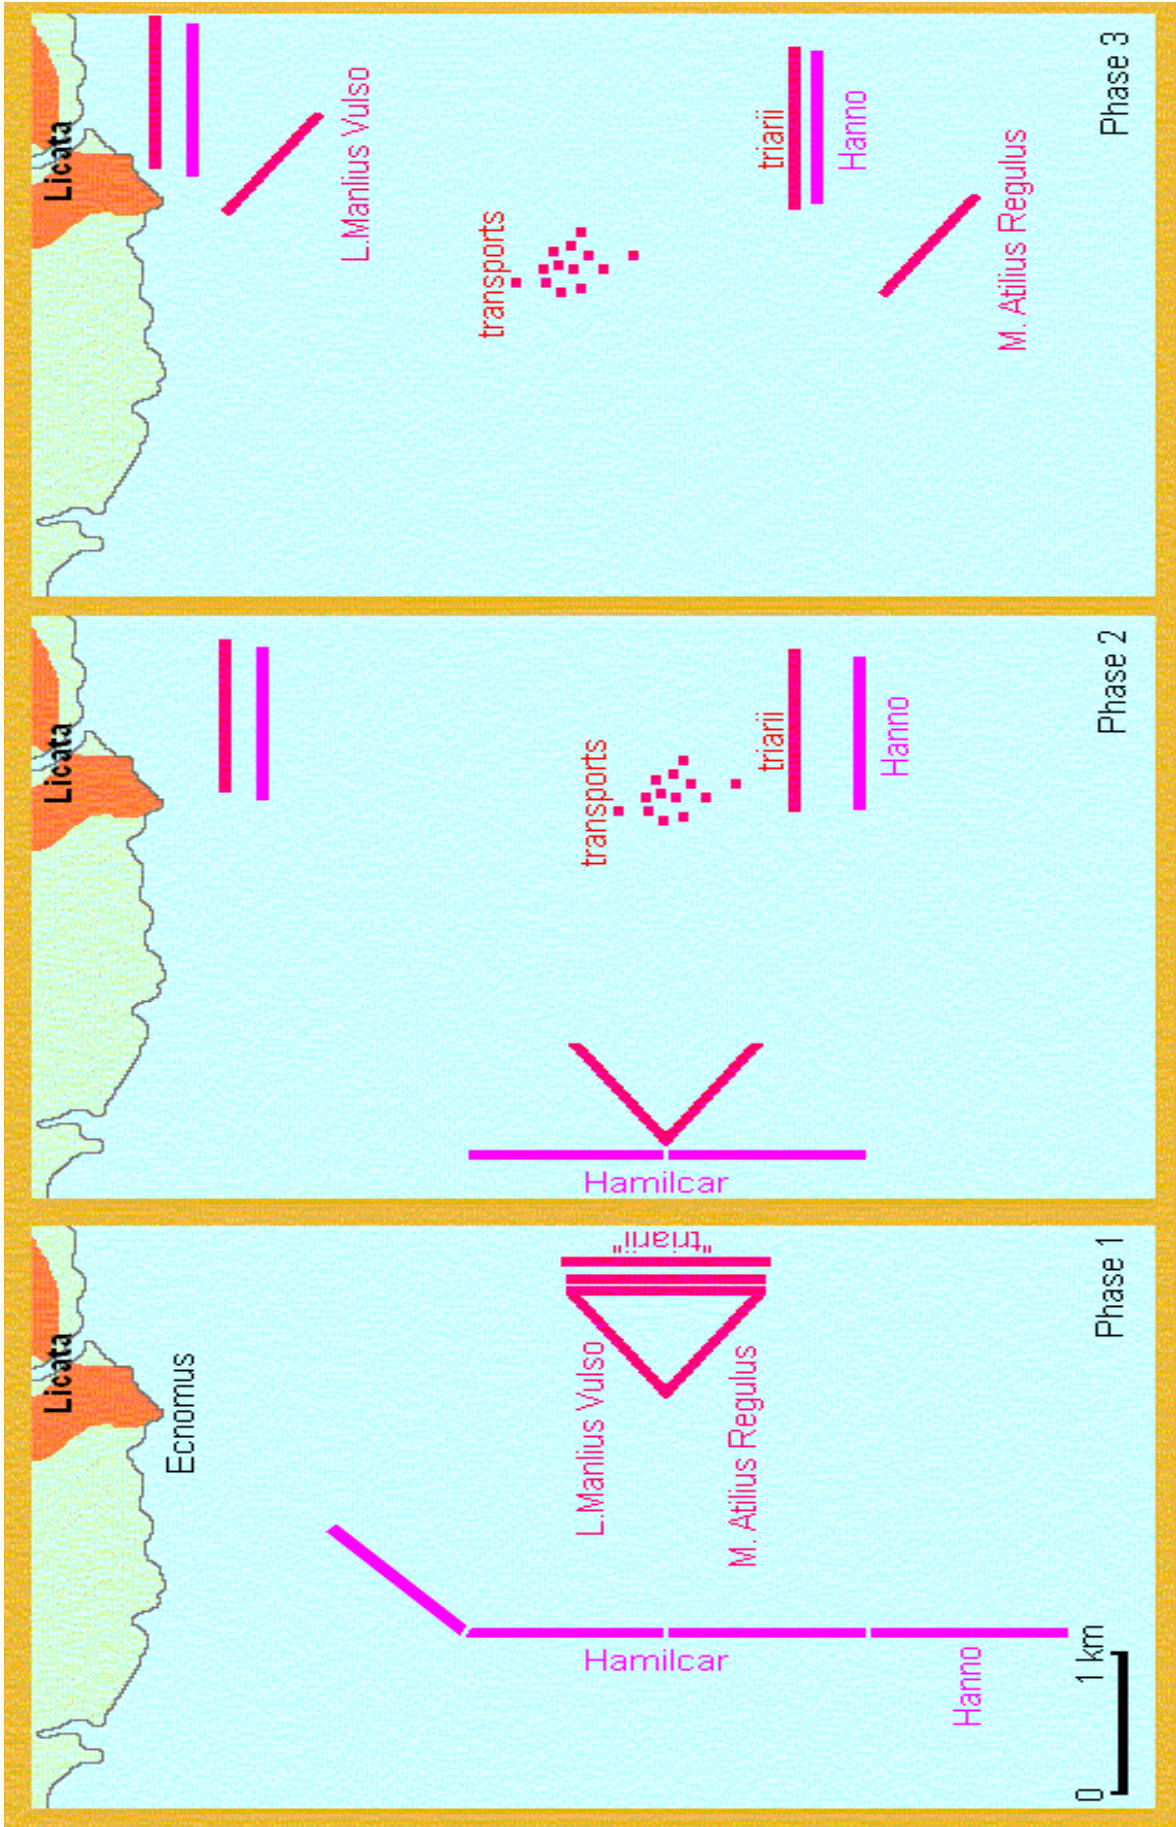 Licata
Ecnomus
L.Manlius Vulso
M. Atilius Regulus
"triarii"
Hamilcar
Hanno
0 1 km
Phase 1
Licata
transports
triarii
Hanno
Hamilcar
Phase 2
Licata
L.Manlius Vulso
transports
triarii
Hanno
M. Atilius Regulus
Phase 3